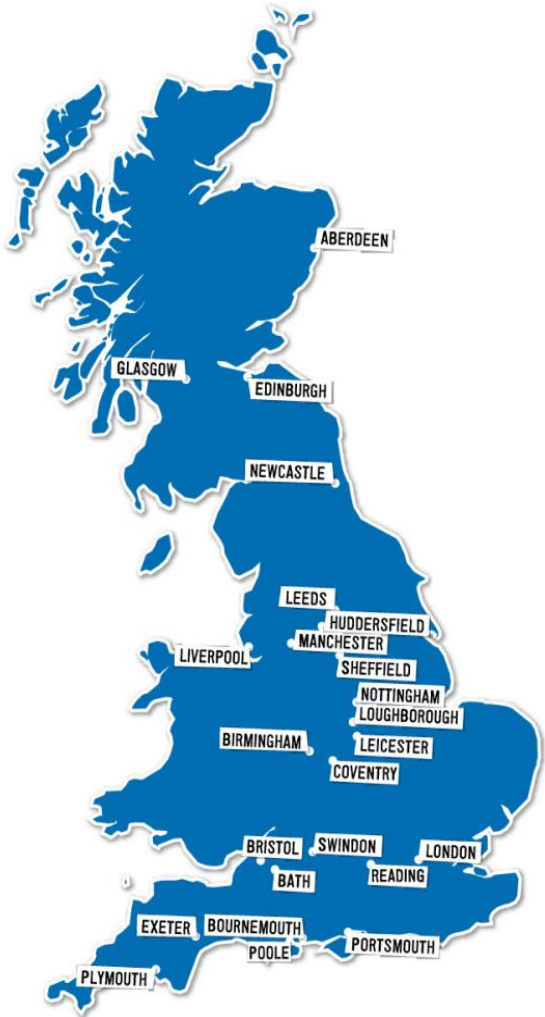 ABERDEEN
GLASGOW
EDINBURGH
NEWCASTLE
LEEDS
HUDDERSFIELD
MANCHESTER
LIVERPOOL
SHEFFIELD
NOTTINGHAM
LOUGHBOROUGH
BIRMINGHAM
LEICESTER
COVENTRY
BRISTOL
SWINDON
LONDON
BATH
READING
EXETER
BOURNEMOUTH
POOLE
PORTSMOUTH
PLYMOUTH